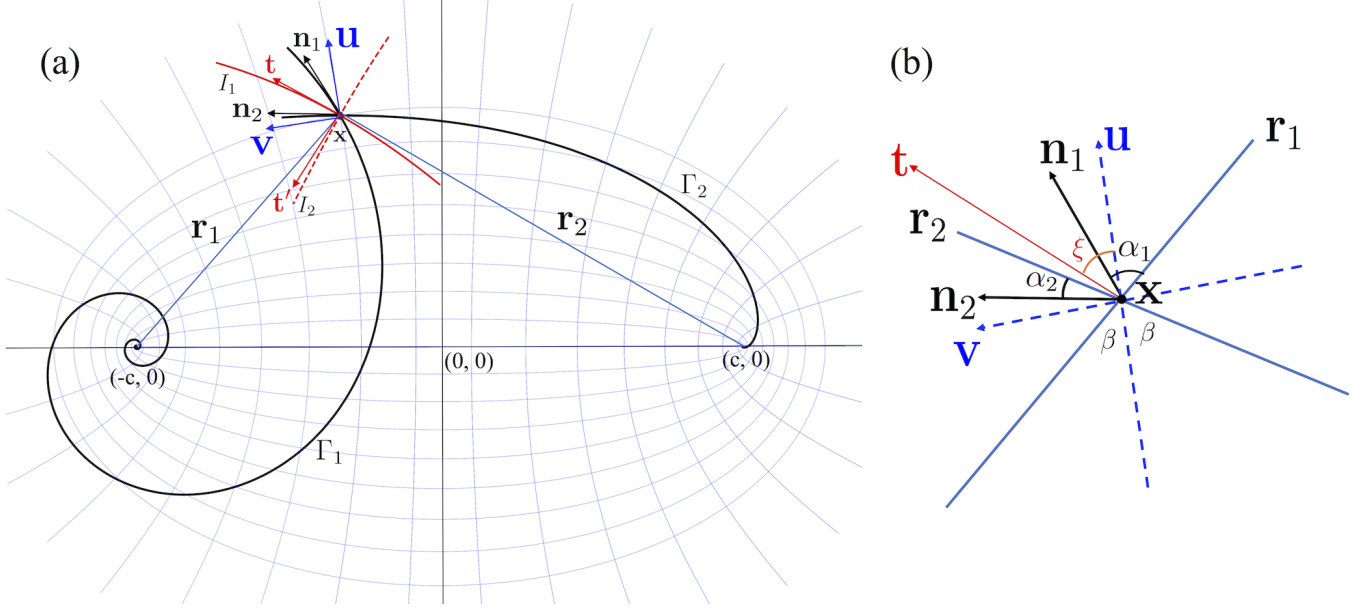 (a)
n₁
u
t
I₁
n₂
x
v
t'
I₂
r₁
r₂
Γ₂
Γ₁
(-c, 0)
(0, 0)
(c, 0)
(b)
r₁
n₁
u
t
r₂
ξ
α₁
α₂
x
n₂
v
β
β